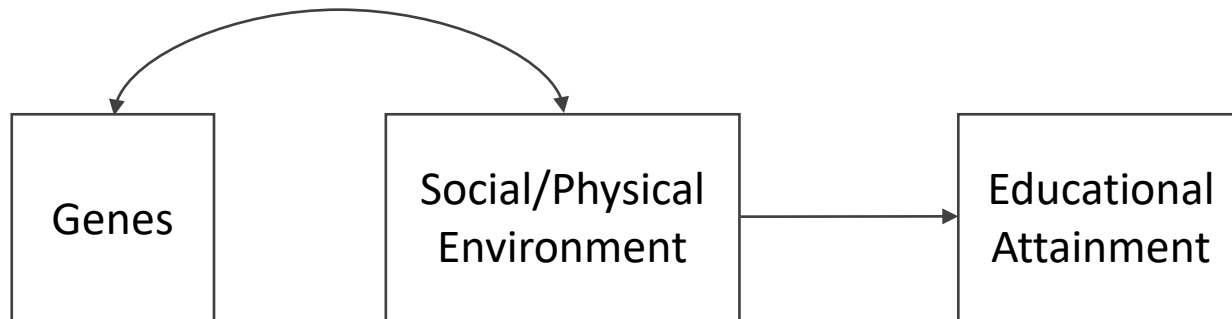 Genes
Social/Physical
Environment
Educational
Attainment